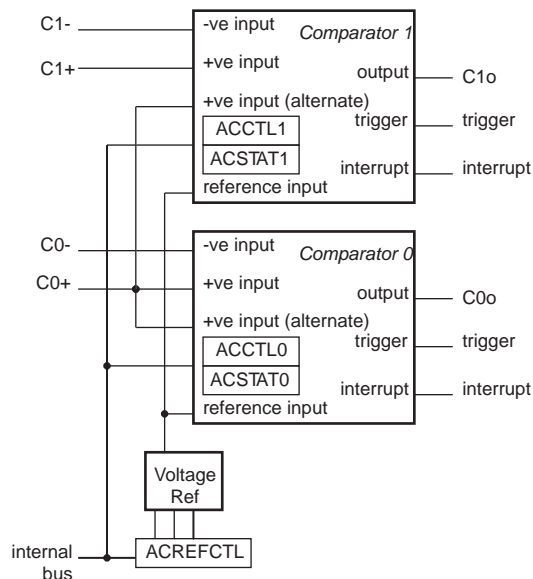 C1-
-ve input
Comparator 1
C1+
+ve input
output
C1o
+ve input (alternate)
ACCTL1
trigger
trigger
ACSTAT1
interrupt
interrupt
reference input
C0-
-ve input
Comparator 0
C0+
+ve input
output
C0o
+ve input (alternate)
ACCTL0
trigger
trigger
ACSTAT0
interrupt
interrupt
reference input
Voltage
Ref
internal
bus
ACREFCTL